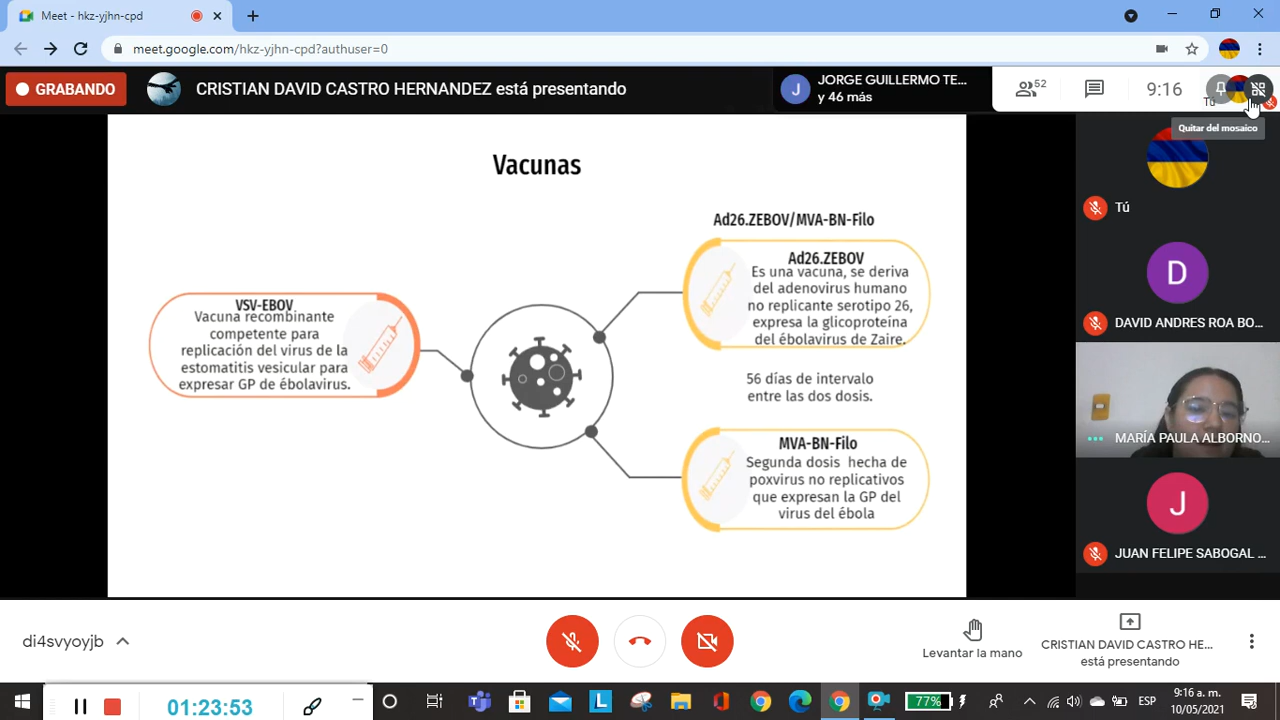 Meet - hkz-yjhn-cpd
meet.google.com/hkz-yjhn-cpd?authuser=0
GRABANDO
CRISTIAN DAVID CASTRO HERNANDEZ está presentando
J
JORGE GUILLERMO TE...
y 46 más
52
9:16
Tú
Quitar del mosaico
Vacunas
VSV-EBOV
Vacuna recombinante
competente para
replicación del virus de la
estomatitis vesicular para
expresar GP de ébolavirus.
Ad26.ZEBOV/MVA-BN-Filo
Ad26.ZEBOV
Es una vacuna, se deriva
del adenovirus humano
no replicante serotipo 26,
expresa la glicoproteína
del ébolavirus de Zaire.
56 días de intervalo
entre las dos dosis.
MVA-BN-Filo
Segunda dosis hecha de
poxvirus no replicativos
que expresan la GP del
virus del ébola
Tú
D
DAVID ANDRES ROA BO...
MARÍA PAULA ALBORNO...
J
JUAN FELIPE SABOGAL ...
di4svyoyjb
Levantar la mano
CRISTIAN DAVID CASTRO HE...
está presentando
01:23:53
L
77%
ESP
9:16 a. m.
10/05/2021